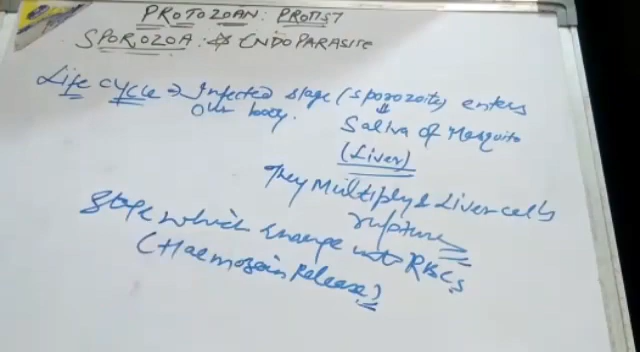 PROTOZOAN: PROTIST
SPOROZOA: ENDOPARASITE
Life cycle → Infected stage (sporozoite) enters
Our body.
Saliva of Mosquito
(Liver)
They Multiply & Liver cells
rupture
Stage which change into RBCs
(Haemozoin Release)